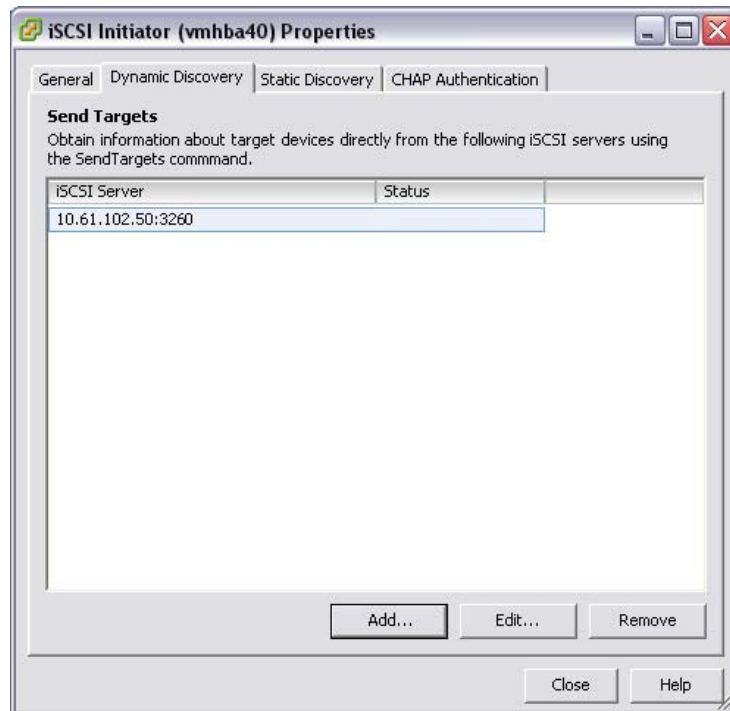 iSCSI Initiator (vmhba40) Properties
General Dynamic Discovery Static Discovery CHAP Authentication
Send Targets
Obtain information about target devices directly from the following iSCSI servers using
the SendTargets commmand.
iSCSI Server Status
10.61.102.50:3260
Add... Edit... Remove
Close Help